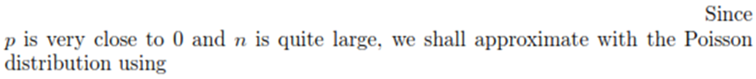 Since
p is very close to 0 and n is quite large, we shall approximate with the Poisson
distribution using